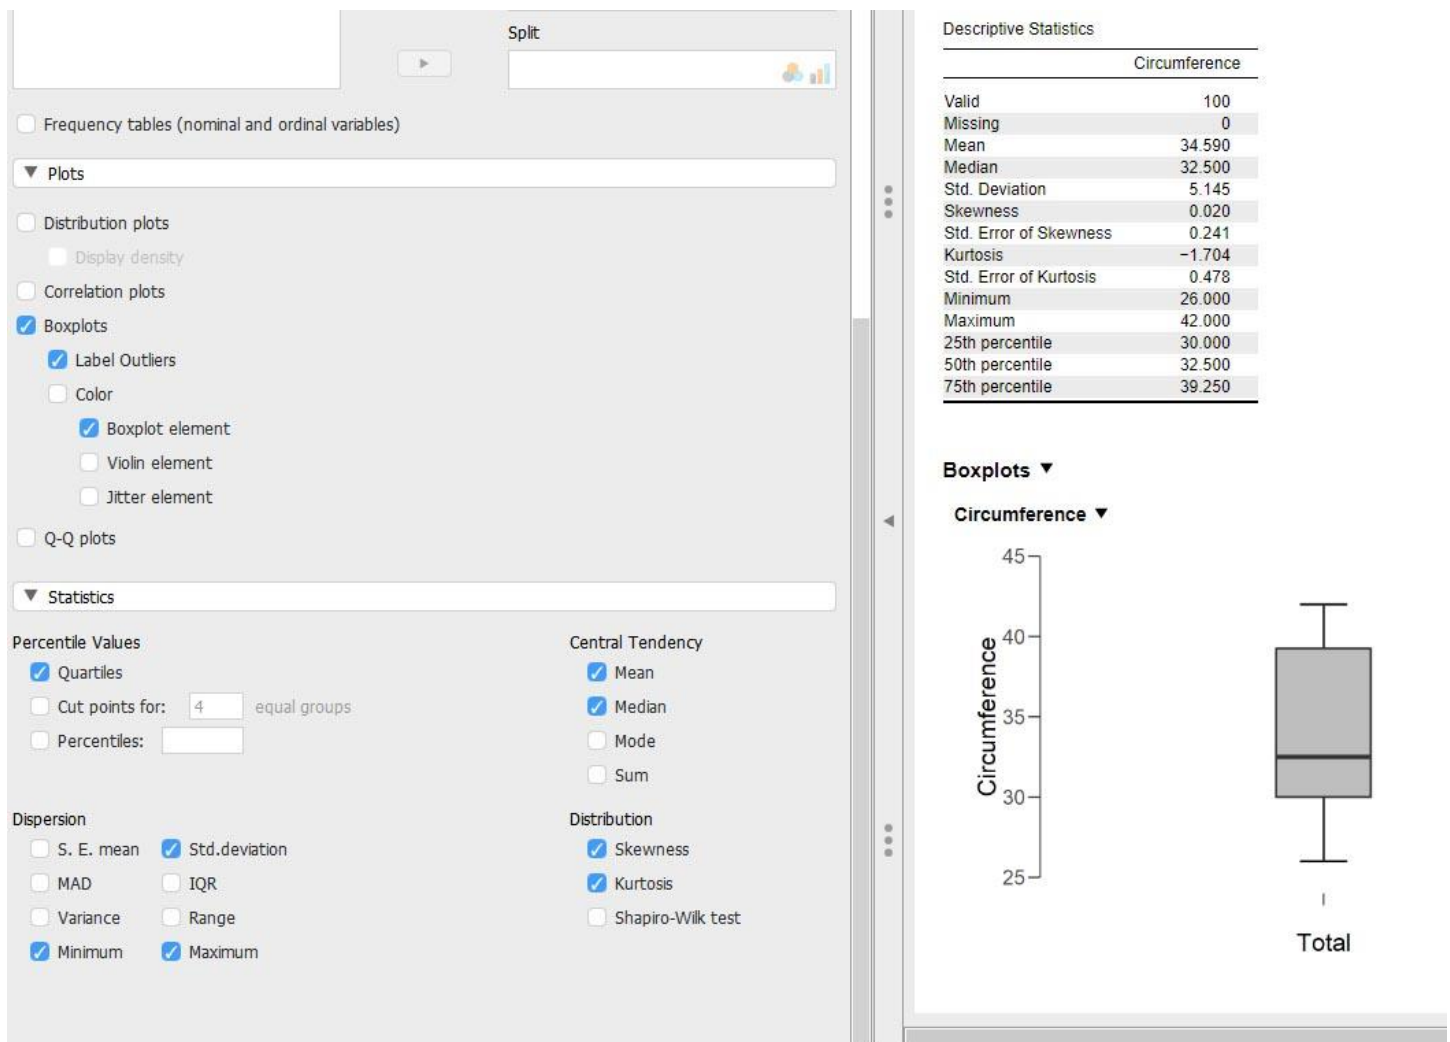 Split
Frequency tables (nominal and ordinal variables)
Plots
Distribution plots
Display density
Correlation plots
Boxplots
Label Outliers
Color
Boxplot element
Violin element
Jitter element
Q-Q plots
Statistics
Percentile Values
Quartiles
Cut points for: 4 equal groups
Percentiles:
Central Tendency
Mean
Median
Mode
Sum
Dispersion
S. E. mean Std.deviation
MAD IQR
Variance Range
Minimum Maximum
Distribution
Skewness
Kurtosis
Shapiro-Wilk test
Descriptive Statistics
Circumference
Valid 100
Missing 0
Mean 34.590
Median 32.500
Std. Deviation 5.145
Skewness 0.020
Std. Error of Skewness 0.241
Kurtosis −1.704
Std. Error of Kurtosis 0.478
Minimum 26.000
Maximum 42.000
25th percentile 30.000
50th percentile 32.500
75th percentile 39.250
Boxplots
Circumference
45
40
35
30
25
Circumference
Total